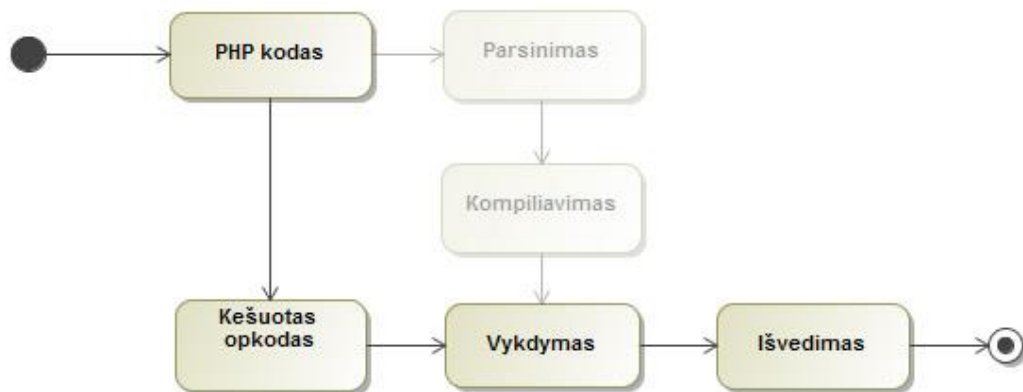 PHP kodas
Parsinimas
Kompiliavimas
Kešuotas
opkodas
Vykdymas
Išvedimas